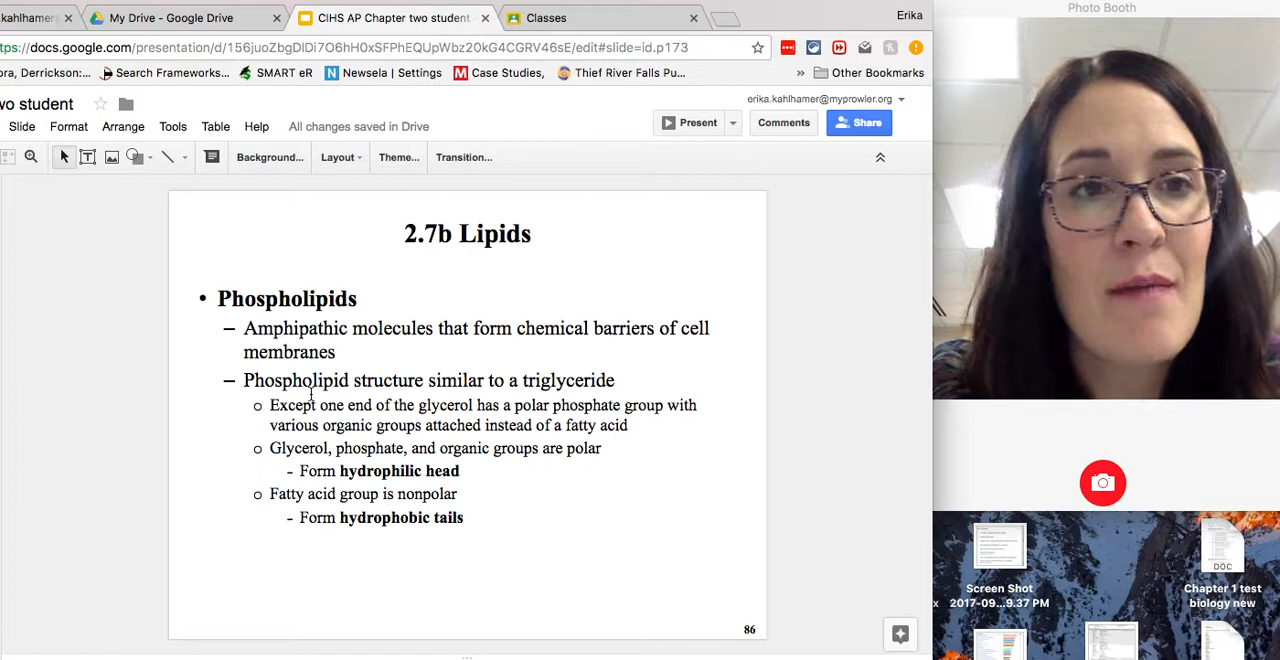 Photo Booth
.kahlhamer@ × My Drive - Google Drive × CIHS AP Chapter two student - × Classes × Erika
ttps://docs.google.com/presentation/d/156juoZbgDlDi7O6hH0xSFPhEQUpWbz20kG4CGRV46sE/edit#slide=id.p173
ora, Derrickson:... Search Frameworks... SMART eR N Newsela | Settings M Case Studies, Thief River Falls Pu... » Other Bookmarks
wo student
erika.kahlhamer@myprowler.org
Slide Format Arrange Tools Table Help All changes saved in Drive
Present Comments Share
Background... Layout Theme... Transition...
2.7b Lipids
• Phospholipids
– Amphipathic molecules that form chemical barriers of cell
membranes
– Phospholipid structure similar to a triglyceride
o Except one end of the glycerol has a polar phosphate group with
various organic groups attached instead of a fatty acid
o Glycerol, phosphate, and organic groups are polar
- Form hydrophilic head
o Fatty acid group is nonpolar
- Form hydrophobic tails
86
DOC
Screen Shot
x 2017-09...9.37 PM
Chapter 1 test
biology new